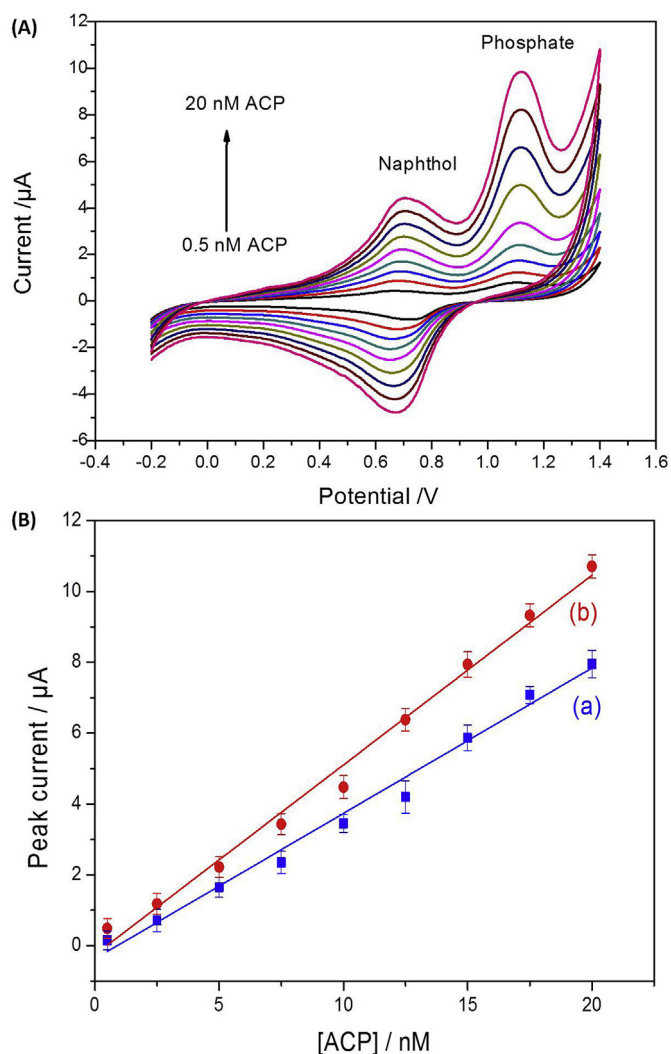 (A)
12
10
8
6
4
2
0
-2
-4
-6
Current /µA
Phosphate
20 nM ACP
Naphthol
0.5 nM ACP
-0.4 -0.2 0.0 0.2 0.4 0.6 0.8 1.0 1.2 1.4 1.6
Potential /V
(B)
12
10
8
6
4
2
0
Peak current / µA
(b)
(a)
0 5 10 15 20
[ACP] / nM